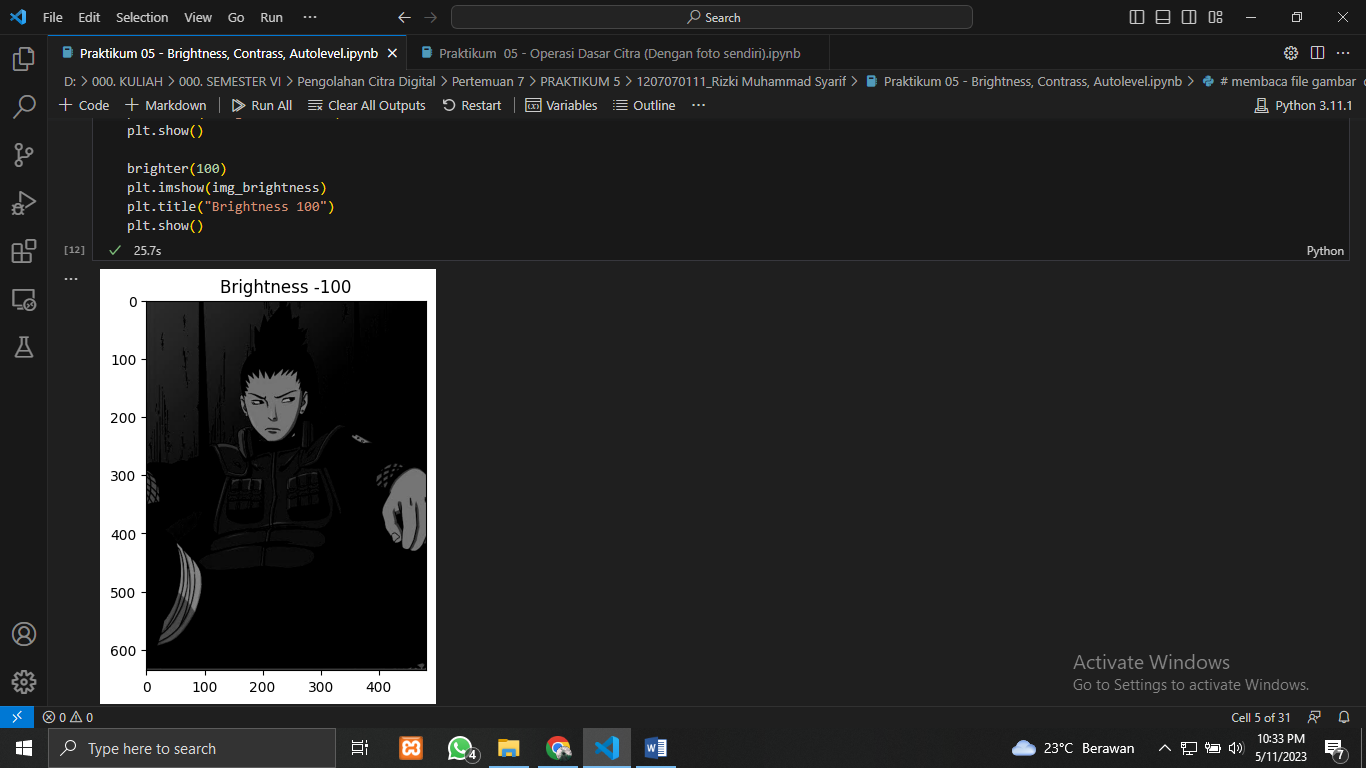 File Edit Selection View Go Run ··· Search
Praktikum 05 - Brightness, Contrass, Autolevel.ipynb Praktikum 05 - Operasi Dasar Citra (Dengan foto sendiri).ipynb
D: > 000. KULIAH > 000. SEMESTER VI > Pengolahan Citra Digital > Pertemuan 7 > PRAKTIKUM 5 > 1207070111_Rizki Muhammad Syarif > Praktikum 05 - Brightness, Contrass, Autolevel.ipynb > # membaca file gambar
+ Code + Markdown Run All Clear All Outputs Restart Variables Outline ··· Python 3.11.1
plt.show()
brighter(100)
plt.imshow(img_brightness)
plt.title("Brightness 100")
plt.show()
[12] ✓ 25.7s Python
···
Brightness -100
0
100
200
300
400
500
600
0 100 200 300 400
Activate Windows
Go to Settings to activate Windows.
0 0 Cell 5 of 31
Type here to search 4 23°C Berawan 10:33 PM 7
5/11/2023